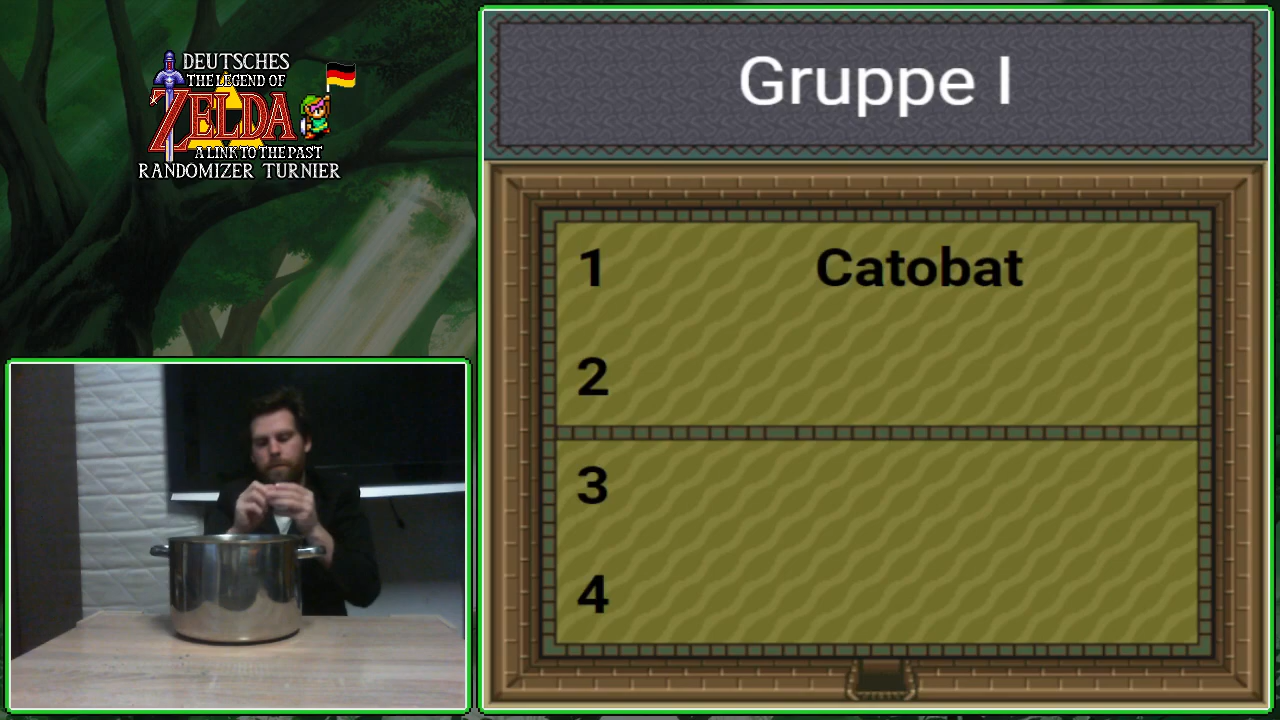 DEUTSCHES
THE LEGEND OF
ZELDA
A LINK TO THE PAST
RANDOMIZER TURNIER
Gruppe I
1 Catobat
2
3
4